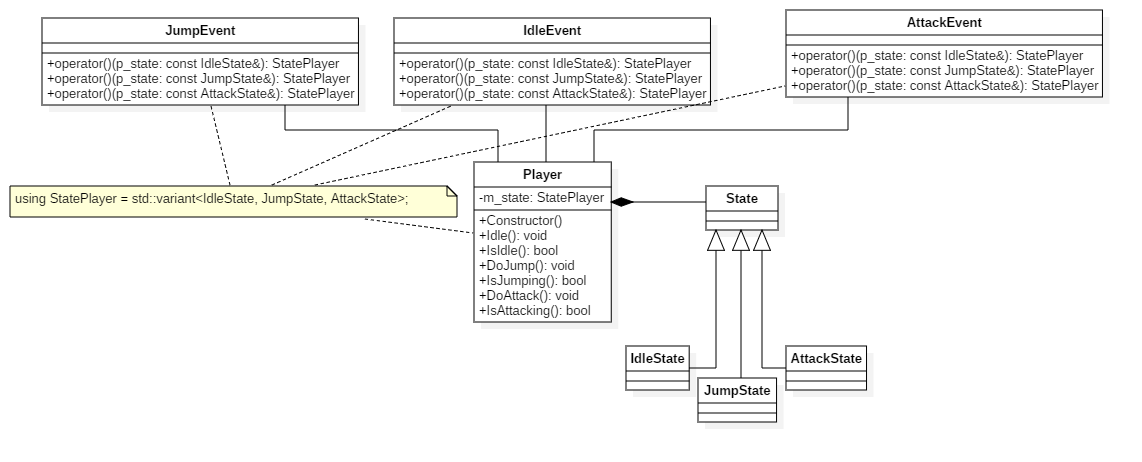 JumpEvent
+operator()(p_state: const IdleState&): StatePlayer
+operator()(p_state: const JumpState&): StatePlayer
+operator()(p_state: const AttackState&): StatePlayer
IdleEvent
+operator()(p_state: const IdleState&): StatePlayer
+operator()(p_state: const JumpState&): StatePlayer
+operator()(p_state: const AttackState&): StatePlayer
AttackEvent
+operator()(p_state: const IdleState&): StatePlayer
+operator()(p_state: const JumpState&): StatePlayer
+operator()(p_state: const AttackState&): StatePlayer
using StatePlayer = std::variant<IdleState, JumpState, AttackState>;
Player
-m_state: StatePlayer
+Constructor()
+Idle(): void
+IsIdle(): bool
+DoJump(): void
+IsJumping(): bool
+DoAttack(): void
+IsAttacking(): bool
State
IdleState
JumpState
AttackState